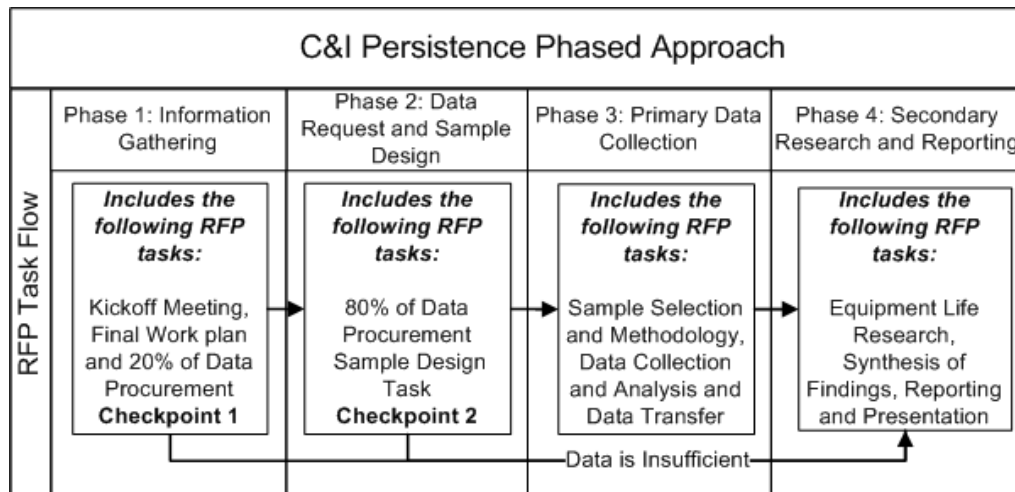 C&I Persistence Phased Approach
RFP Task Flow
Phase 1: Information
Gathering
Phase 2: Data
Request and Sample
Design
Phase 3: Primary Data
Collection
Phase 4: Secondary
Research and Reporting
Includes the
following RFP
tasks:
Kickoff Meeting,
Final Work plan
and 20% of Data
Procurement
Checkpoint 1
Includes the
following RFP
tasks:
80% of Data
Procurement
Sample Design
Task
Checkpoint 2
Includes the
following RFP
tasks:
Sample Selection
and Methodology,
Data Collection
and Analysis and
Data Transfer
Includes the
following RFP
tasks:
Equipment Life
Research,
Synthesis of
Findings, Reporting
and Presentation
Data is Insufficient